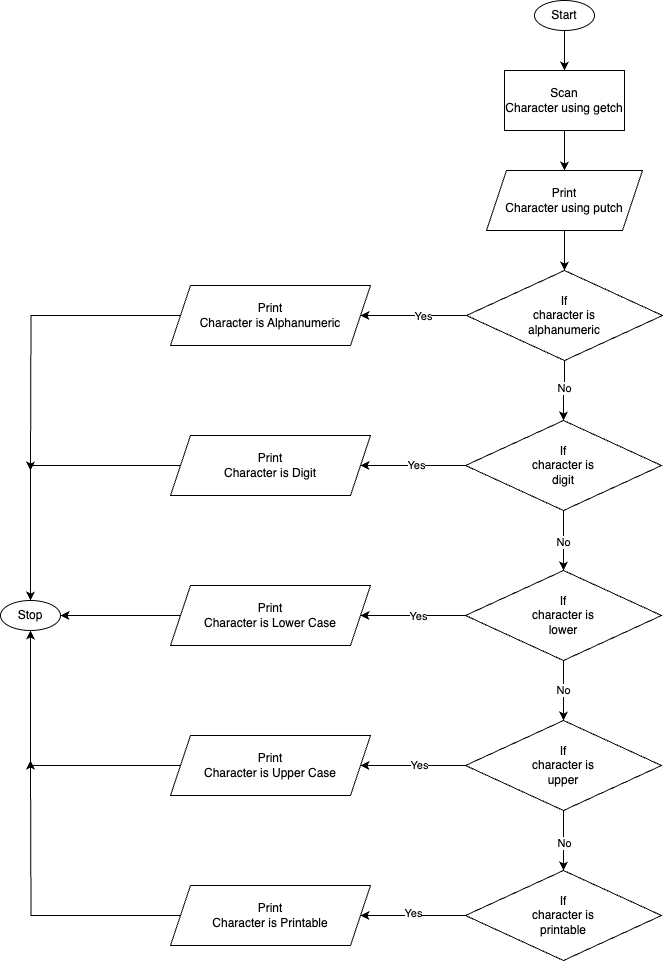 Start
Scan
Character using getch
Print
Character using putch
If
character is
alphanumeric
Yes
Print
Character is Alphanumeric
No
If
character is
digit
Yes
Print
Character is Digit
No
If
character is
lower
Yes
Print
Character is Lower Case
Stop
No
If
character is
upper
Yes
Print
Character is Upper Case
No
If
character is
printable
Yes
Print
Character is Printable